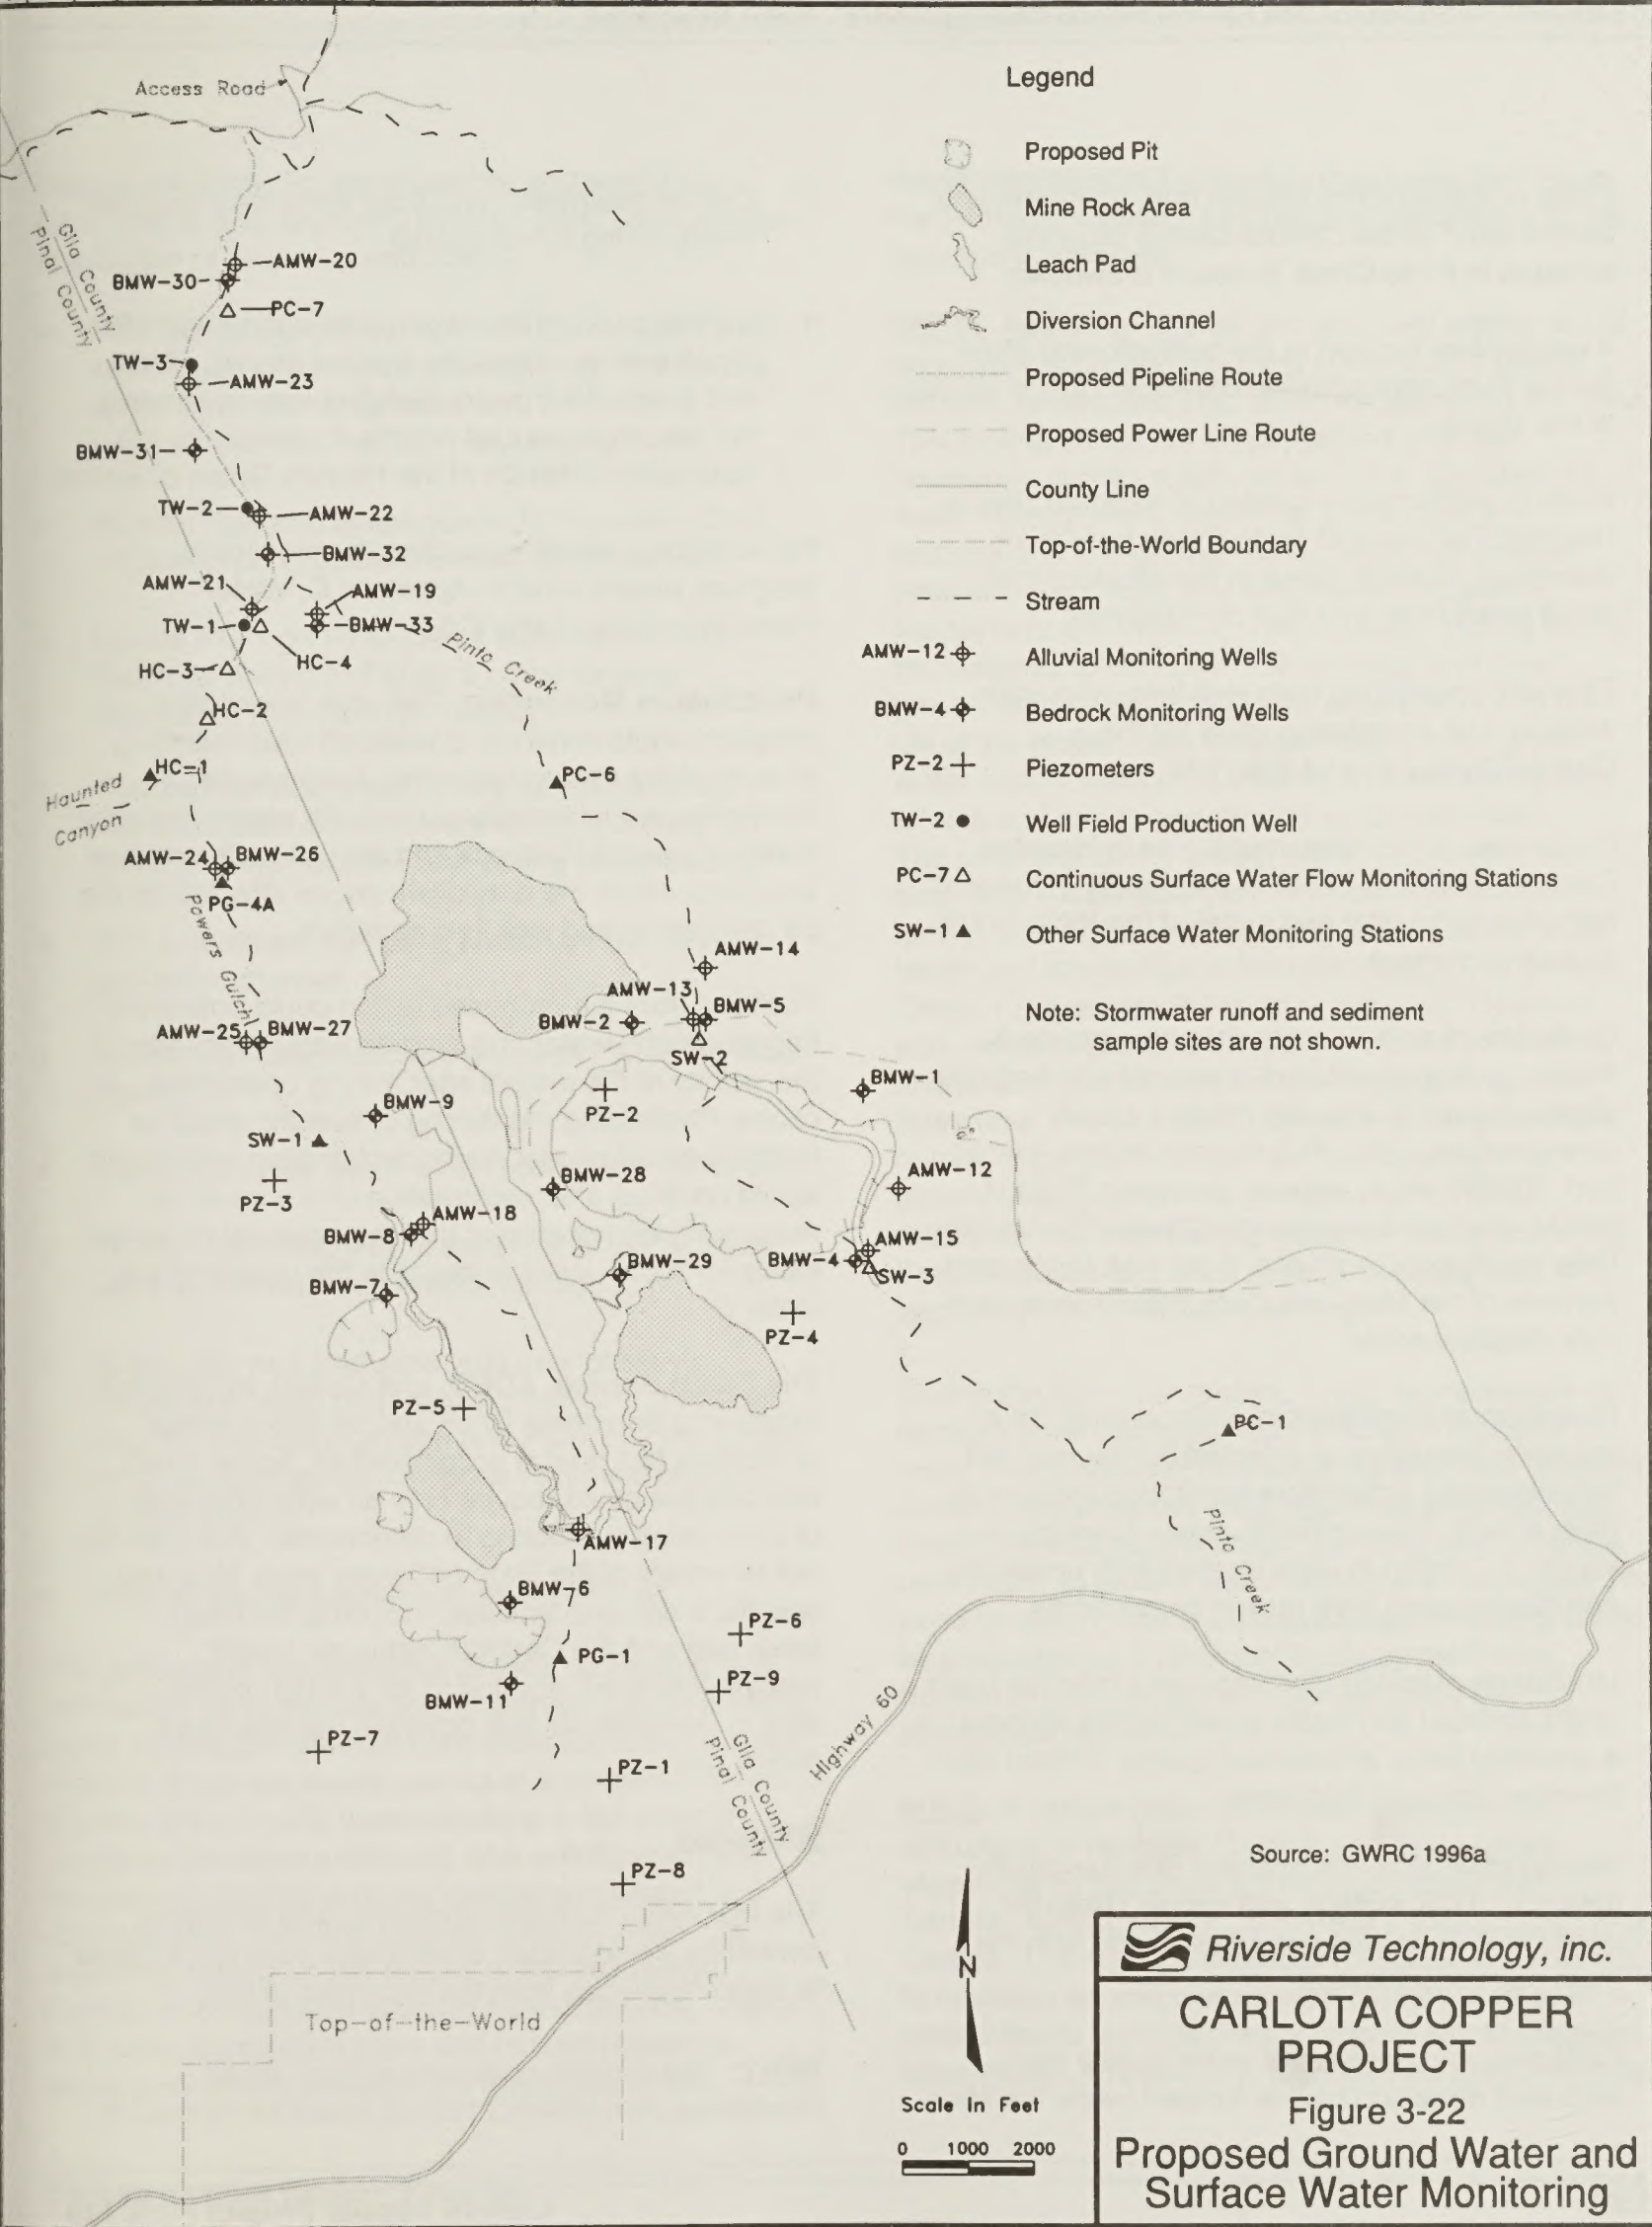 Access Road
Legend
Proposed Pit
Mine Rock Area
Leach Pad
Diversion Channel
Proposed Pipeline Route
Proposed Power Line Route
County Line
Top-of-the-World Boundary
Stream
AMW-12 Alluvial Monitoring Wells
BMW-4 Bedrock Monitoring Wells
PZ-2 Piezometers
TW-2 Well Field Production Well
PC-7 Continuous Surface Water Flow Monitoring Stations
SW-1 Other Surface Water Monitoring Stations
Note: Stormwater runoff and sediment
sample sites are not shown.
Gila County
Pinal County
AMW-20
BMW-30
PC-7
TW-3
AMW-23
BMW-31
TW-2
AMW-22
BMW-32
AMW-21
AMW-19
TW-1
BMW-33
HC-4
HC-3
Pinto Creek
HC-2
HC-1
PC-6
Haunted
Canyon
AMW-24
BMW-26
PG-4A
Powers Gulch
AMW-14
AMW-13
BMW-5
BMW-2
AMW-25
BMW-27
SW-2
BMW-1
BMW-9
PZ-2
SW-1
AMW-12
BMW-28
PZ-3
AMW-18
BMW-8
AMW-15
BMW-4
SW-3
BMW-29
BMW-7
PZ-4
PZ-5
PC-1
AMW-17
Pinto Creek
BMW-6
PZ-6
PG-1
PZ-9
BMW-11
PZ-7
PZ-1
Gila County
Pinal County
Highway 60
PZ-8
Top-of-the-World
N
Scale In Feet
0 1000 2000
Source: GWRC 1996a
Riverside Technology, inc.
CARLOTA COPPER
PROJECT
Figure 3-22
Proposed Ground Water and
Surface Water Monitoring